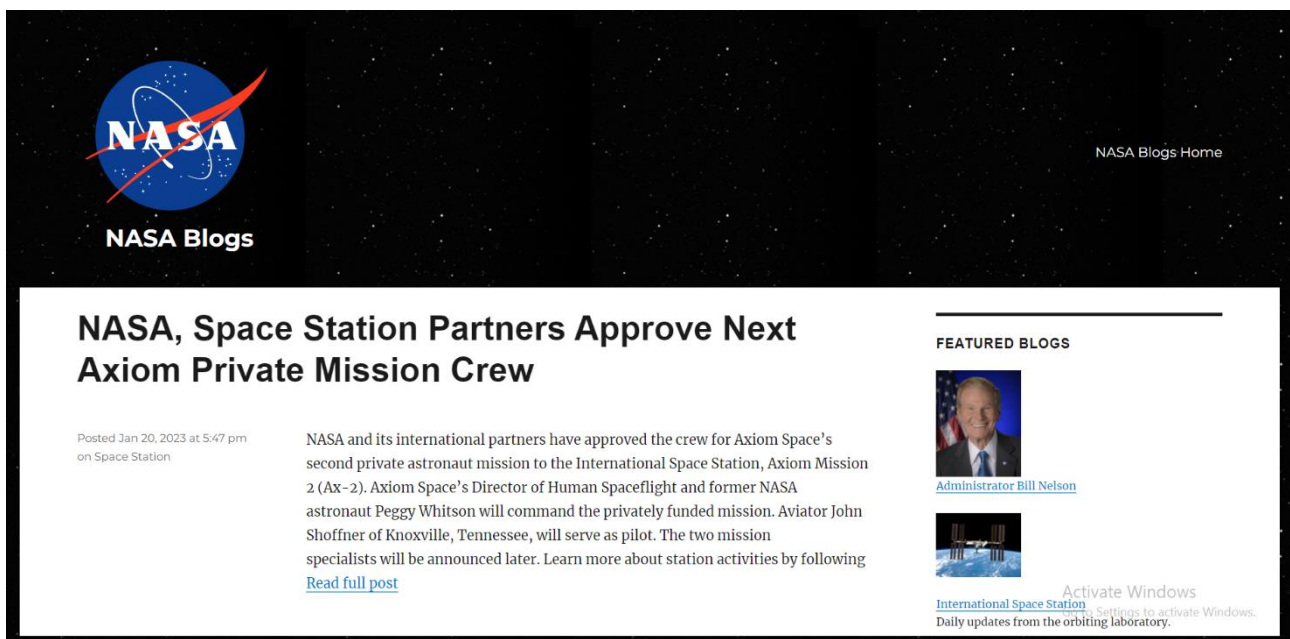 NASA
NASA Blogs
NASA Blogs Home
NASA, Space Station Partners Approve Next
Axiom Private Mission Crew
Posted Jan 20, 2023 at 5:47 pm
on Space Station
NASA and its international partners have approved the crew for Axiom Space’s
second private astronaut mission to the International Space Station, Axiom Mission
2 (Ax-2). Axiom Space’s Director of Human Spaceflight and former NASA
astronaut Peggy Whitson will command the privately funded mission. Aviator John
Shoffner of Knoxville, Tennessee, will serve as pilot. The two mission
specialists will be announced later. Learn more about station activities by following
Read full post
FEATURED BLOGS
Administrator Bill Nelson
International Space Station
Daily updates from the orbiting laboratory.
Activate Windows
Go to Settings to activate Windows.